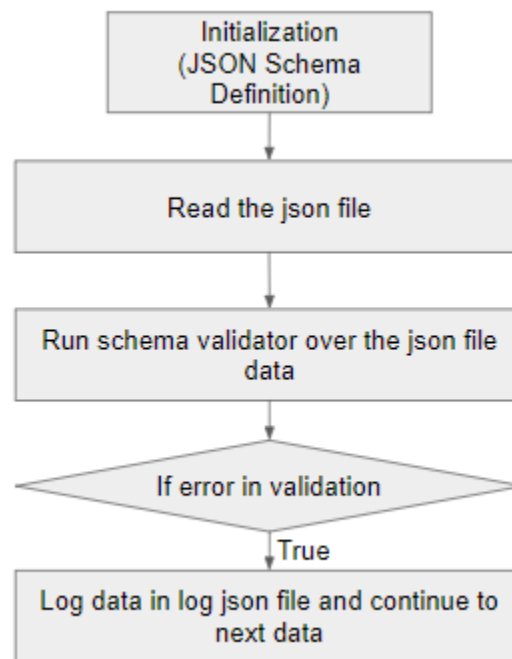 Initialization
(JSON Schema
Definition)
Read the json file
Run schema validator over the json file
data
If error in validation
True
Log data in log json file and continue to
next data